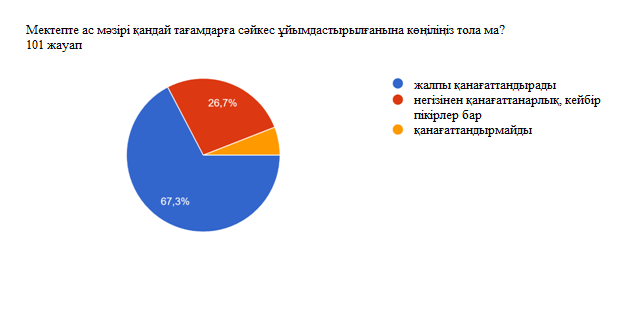 Мектепте ас мәзірі қандай тағамдарға сәйкес ұйымдастырылғанына көңіліңіз тола ма?
101 жауап
жалпы қанағаттандырады
негізінен қанағаттанарлық, кейбір
пікірлер бар
қанағаттандырмайды
26,7%
67,3%